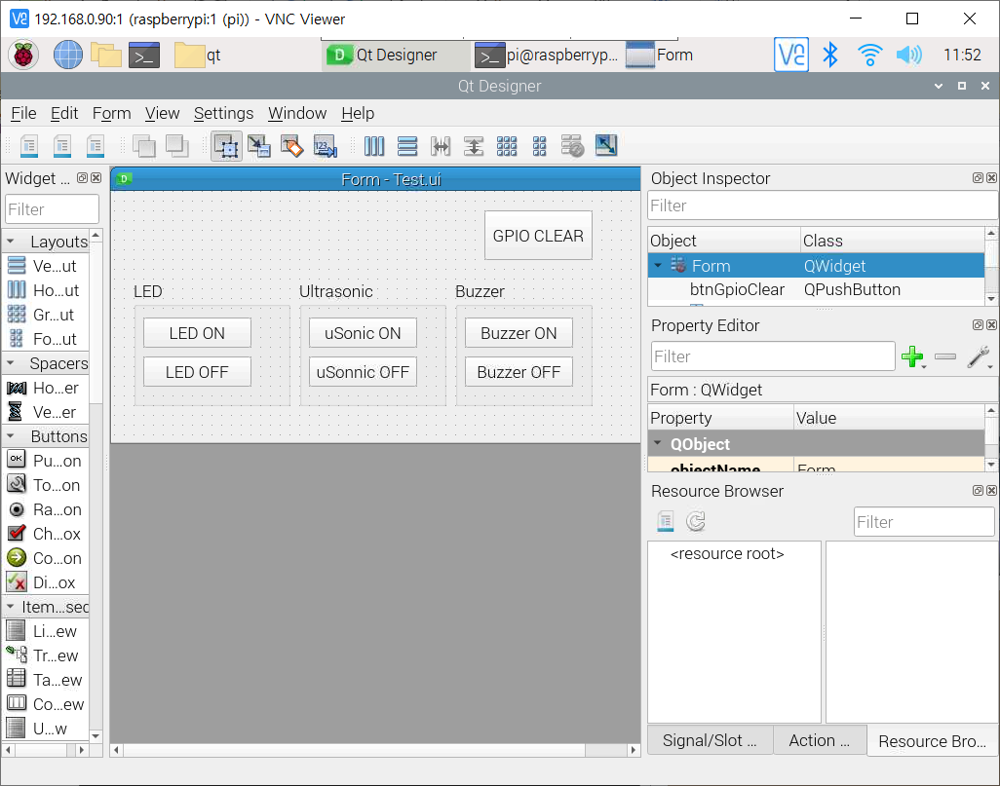 192.168.0.90:1 (raspberrypi:1 (pi)) - VNC Viewer
qt
Qt Designer
pi@raspberryp...
Form
11:52
Qt Designer
File Edit Form View Settings Window Help
Widget ...
Filter
Layouts
Ve...ut
Ho...ut
Gr...ut
Fo...ut
Spacers
Ho...er
Ve...er
Buttons
Pu...on
To...on
Ra...on
Ch...ox
Co...on
Di...ox
Item...sed
Li...ew
Tr...ew
Ta...ew
Co...ew
U...w
Form - Test.ui
GPIO CLEAR
LED Ultrasonic Buzzer
LED ON uSonic ON Buzzer ON
LED OFF uSonnic OFF Buzzer OFF
Object Inspector
Filter
Object Class
Form QWidget
btnGpioClear QPushButton
Property Editor
Filter
Form : QWidget
Property Value
QObject
objectName Form
Resource Browser
Filter
<resource root>
Signal/Slot ... Action ... Resource Bro...